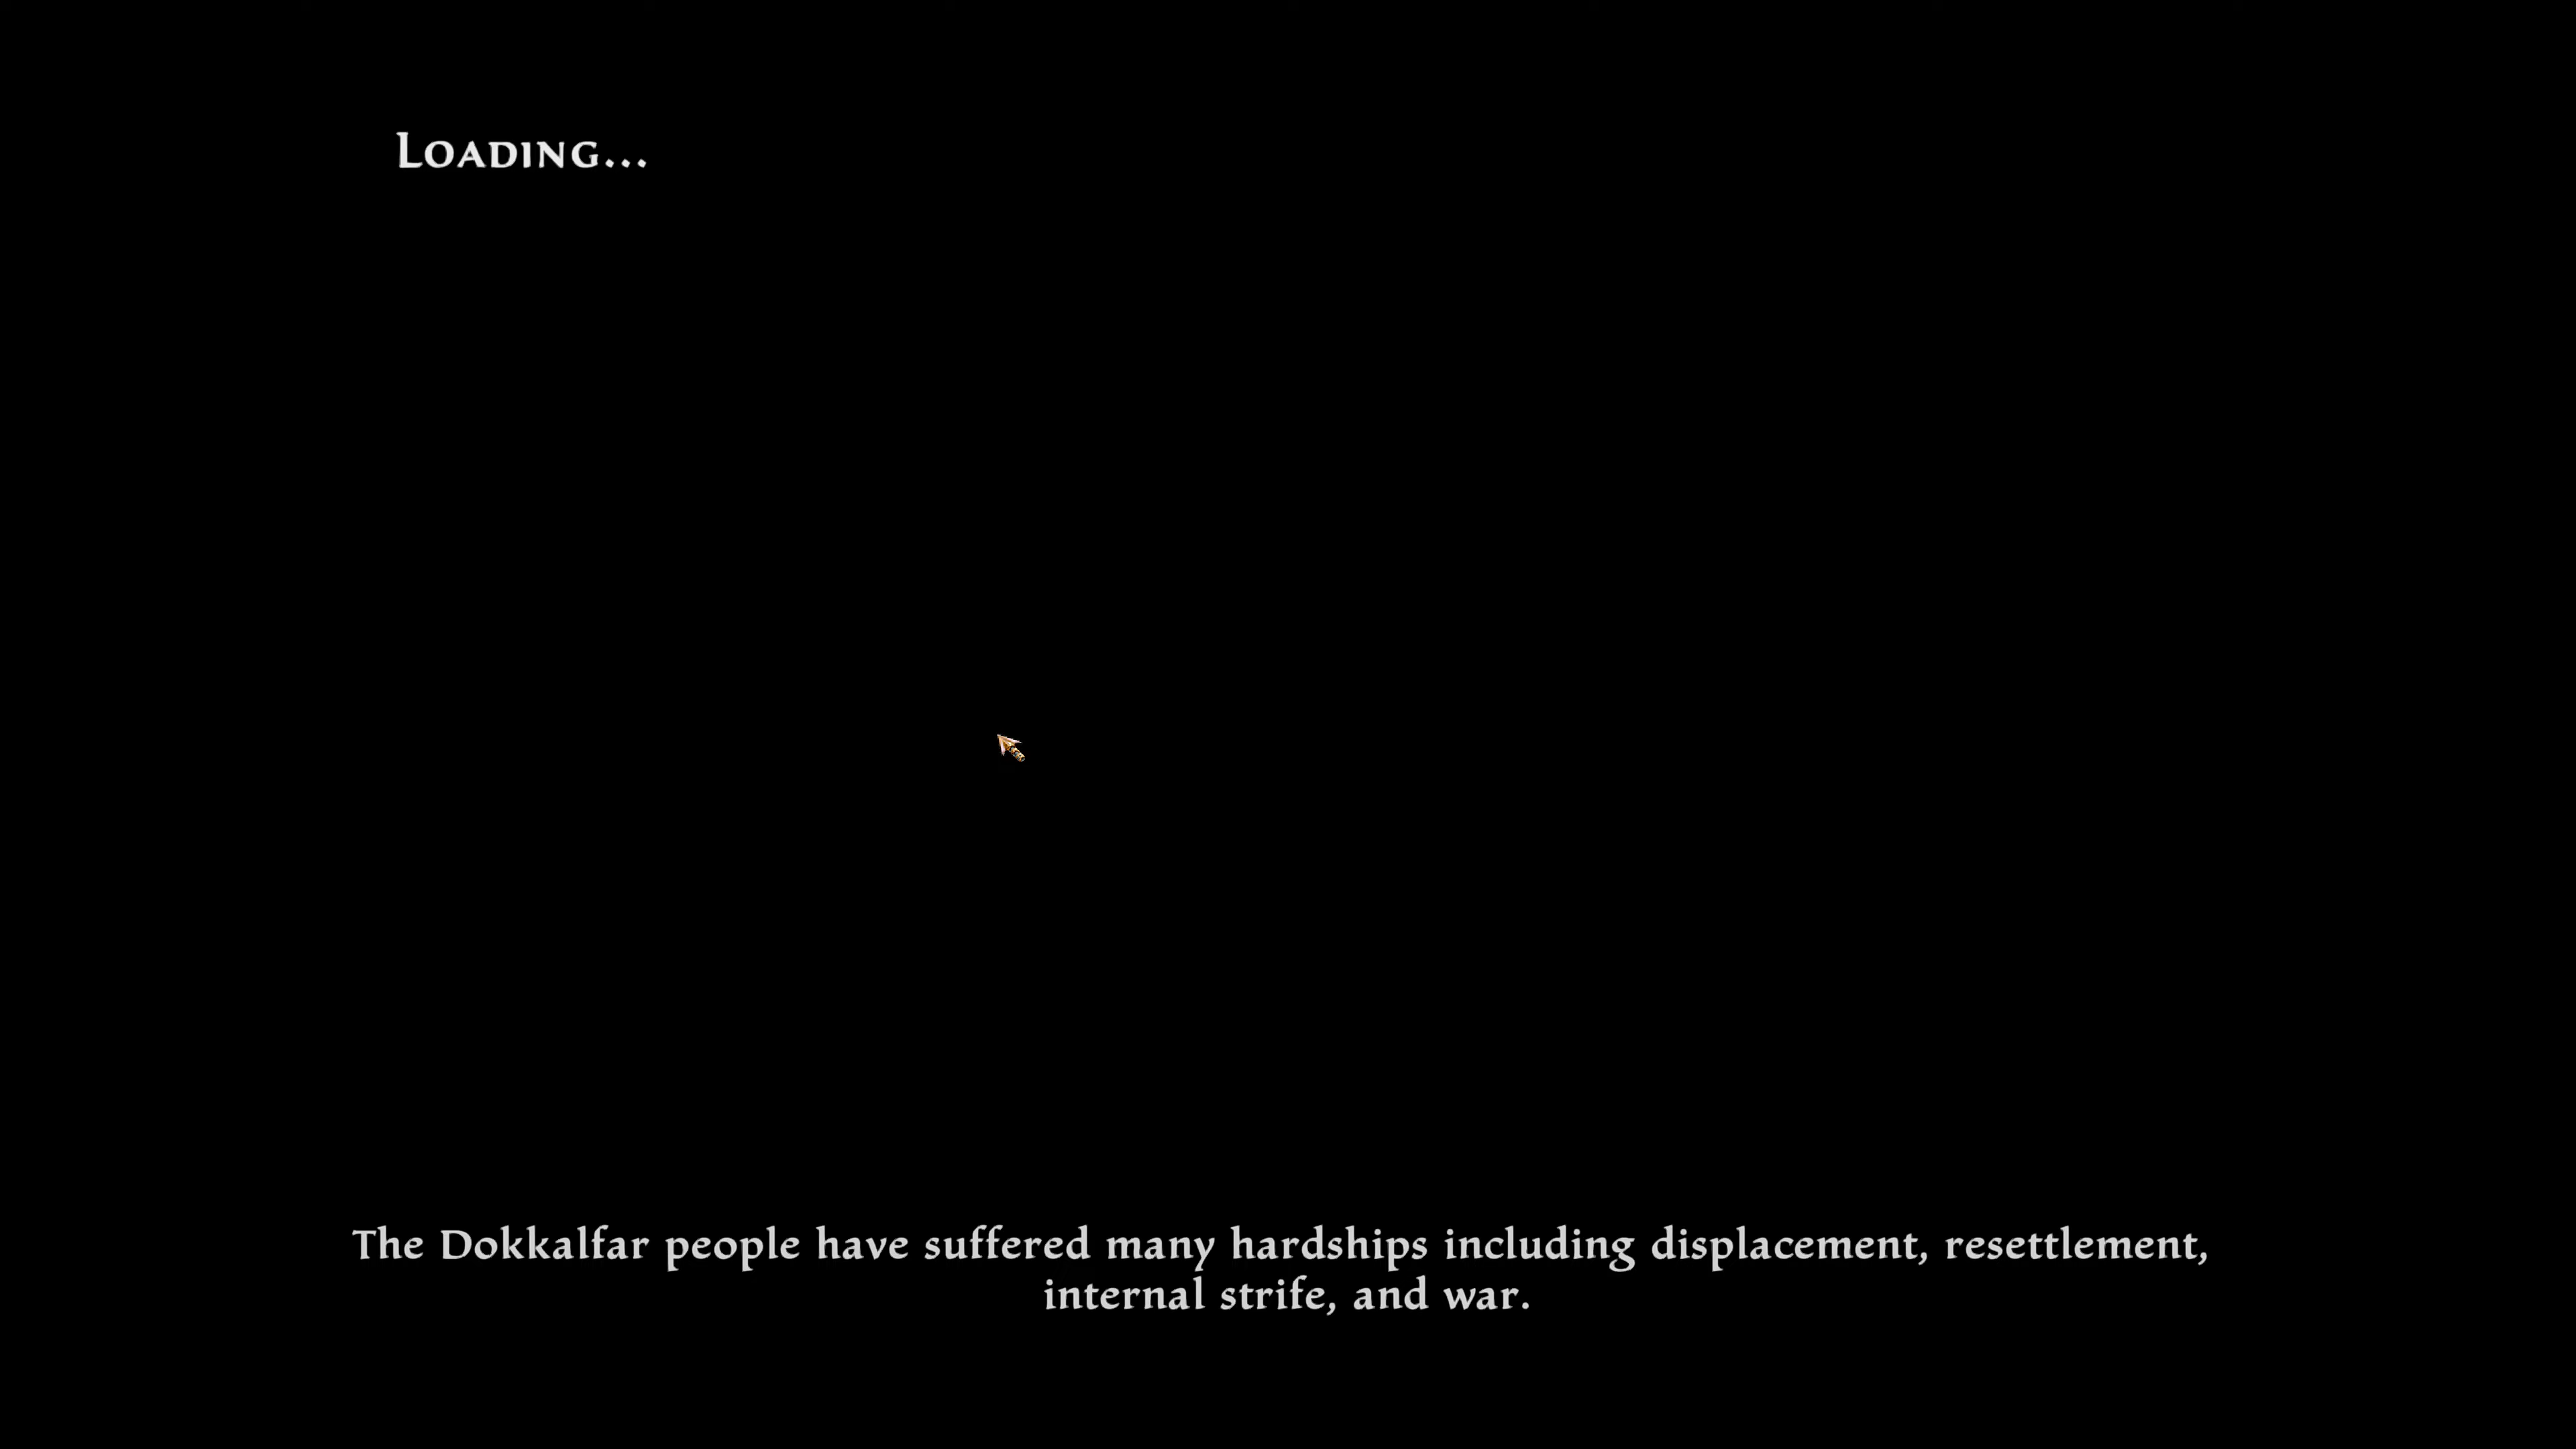 Loading...
The Dokkalfar people have suffered many hardships including displacement, resettlement,
internal strife, and war.